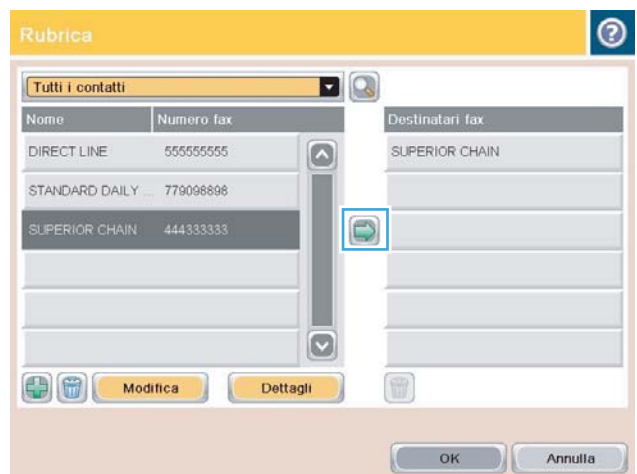 Rubrica
Tutti i contatti
Nome Numero fax Destinatari fax
DIRECT LINE 555555555 SUPERIOR CHAIN
STANDARD DAILY ... 779098898
SUPERIOR CHAIN 444333333
Modifica Dettagli
OK Annulla